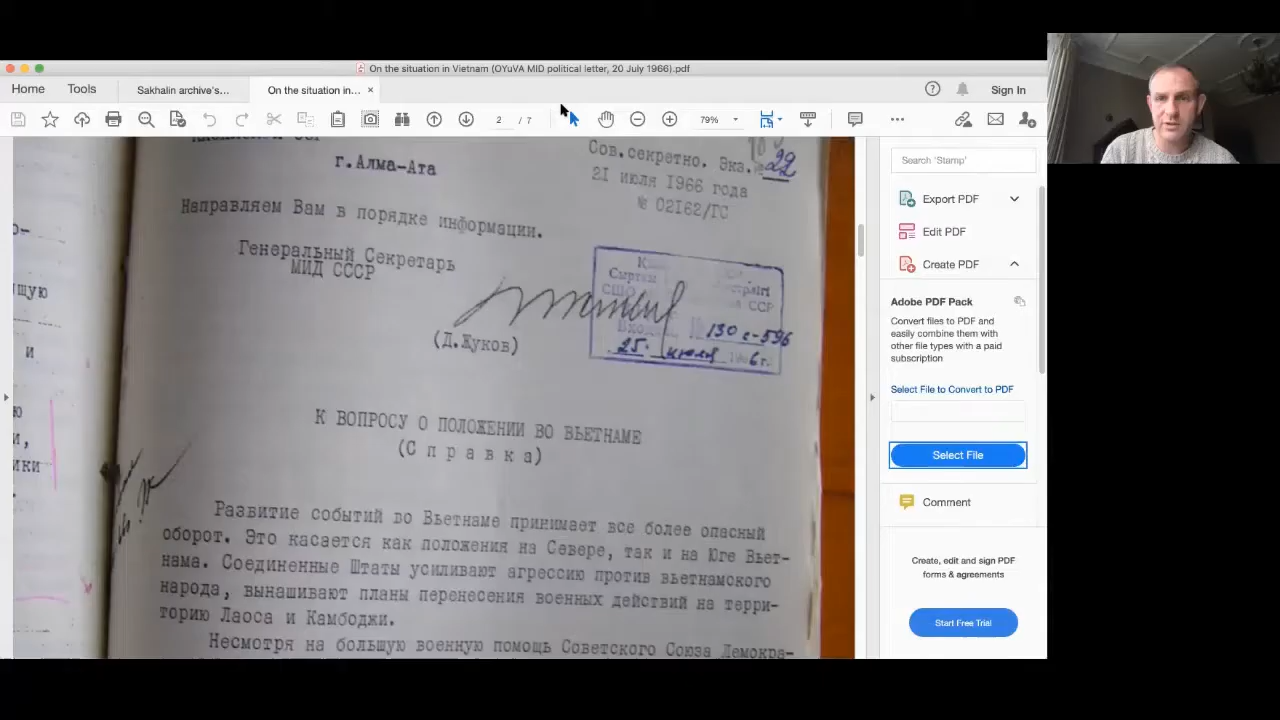 On the situation in Vietnam (OYuVA MID political letter, 20 July 1966).pdf
Home
Tools
Sakhalin archive's...
On the situation in...
Sign In
2 / 7
79%
г.Алма-Ата
Сов.секретно. Экз.
22
21 июля 1966 года
№ 02162/ГС
Направляем Вам в порядке информации.
Генеральный Секретарь
МИД СССР
(Д.Жуков)
130 с-596
25. июля 6г.
К ВОПРОСУ О ПОЛОЖЕНИИ ВО ВЬЕТНАМЕ
(С п р а в к а)
Развитие событий во Вьетнаме принимает все более опасный
оборот. Это касается как положения на Севере, так и на Юге Вьет-
нама. Соединенные Штаты усиливают агрессию против вьетнамского
народа, вынашивают планы перенесения военных действий на терри-
торию Лаоса и Камбоджи.
Несмотря на большую военную помощь Советского Союза Демокра-
Search 'Stamp'
Export PDF
Edit PDF
Create PDF
Adobe PDF Pack
Convert files to PDF and
easily combine them with
other file types with a paid
subscription
Select File to Convert to PDF
Select File
Comment
Create, edit and sign PDF
forms & agreements
Start Free Trial